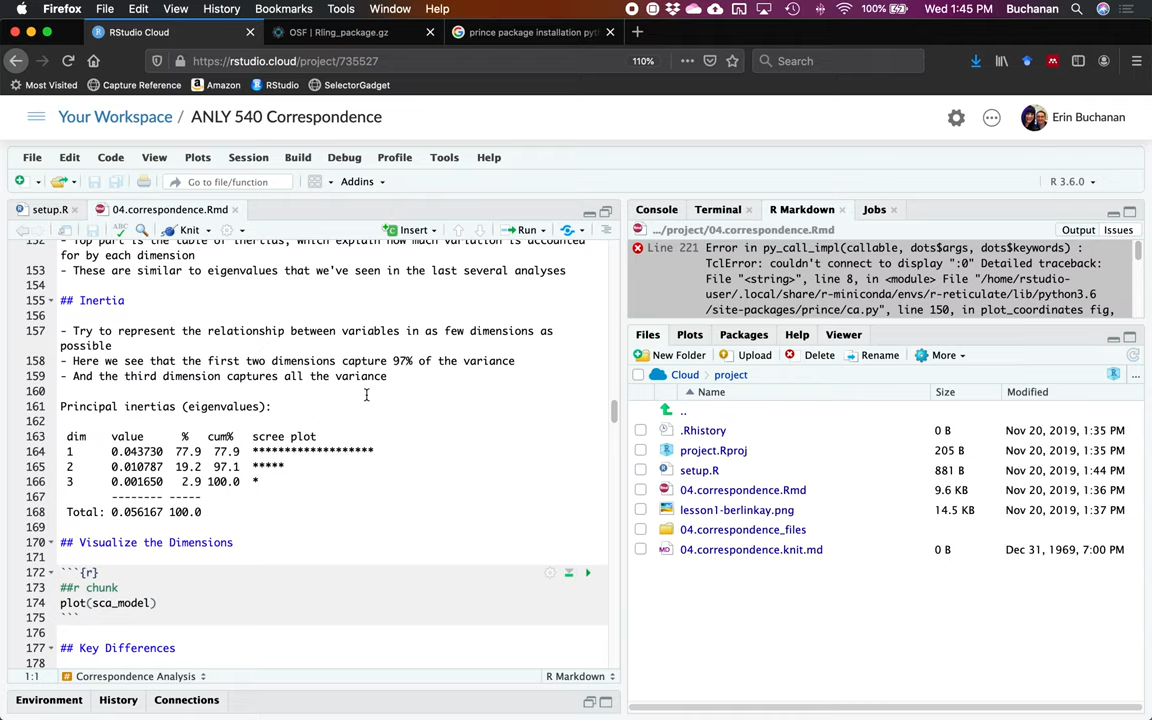 Firefox File Edit View History Bookmarks Tools Window Help 100% Wed 1:45 PM Buchanan
RStudio Cloud OSF | Rling_package.gz prince package installation pyt
https://rstudio.cloud/project/735527 110% Search
Most Visited Capture Reference Amazon RStudio SelectorGadget
Your Workspace / ANLY 540 Correspondence Erin Buchanan
File Edit Code View Plots Session Build Debug Profile Tools Help
Go to file/function Addins R 3.6.0
setup.R 04.correspondence.Rmd
Knit Insert Run
152 - Top part is the table of inertias, which explain how much variation is accounted
for by each dimension
153 - These are similar to eigenvalues that we've seen in the last several analyses
154
155 ## Inertia
156
157 - Try to represent the relationship between variables in as few dimensions as
possible
158 - Here we see that the first two dimensions capture 97% of the variance
159 - And the third dimension captures all the variance
160
161 Principal inertias (eigenvalues):
162
163 dim value % cum% scree plot
164 1 0.043730 77.9 77.9 *******************
165 2 0.010787 19.2 97.1 *****
166 3 0.001650 2.9 100.0 *
167 -------- -----
168 Total: 0.056167 100.0
169
170 ## Visualize the Dimensions
171
172 ```{r}
173 ##r chunk
174 plot(sca_model)
175 ```
176
177 ## Key Differences
178
1:1 Correspondence Analysis R Markdown
Environment History Connections
Console Terminal R Markdown Jobs
.../project/04.correspondence.Rmd Output Issues
Line 221 Error in py_call_impl(callable, dots$args, dots$keywords) :
TclError: couldn't connect to display ":0" Detailed traceback:
File "<string>", line 8, in <module> File "/home/rstudio-
user/.local/share/r-miniconda/envs/r-reticulate/lib/python3.6
/site-packages/prince/ca.py", line 150, in plot_coordinates fig,
Files Plots Packages Help Viewer
New Folder Upload Delete Rename More
Cloud project ...
Name Size Modified
..
.Rhistory 0 B Nov 20, 2019, 1:35 PM
project.Rproj 205 B Nov 20, 2019, 1:35 PM
setup.R 881 B Nov 20, 2019, 1:44 PM
04.correspondence.Rmd 9.6 KB Nov 20, 2019, 1:36 PM
lesson1-berlinkay.png 14.5 KB Nov 20, 2019, 1:37 PM
04.correspondence_files
04.correspondence.knit.md 0 B Dec 31, 1969, 7:00 PM